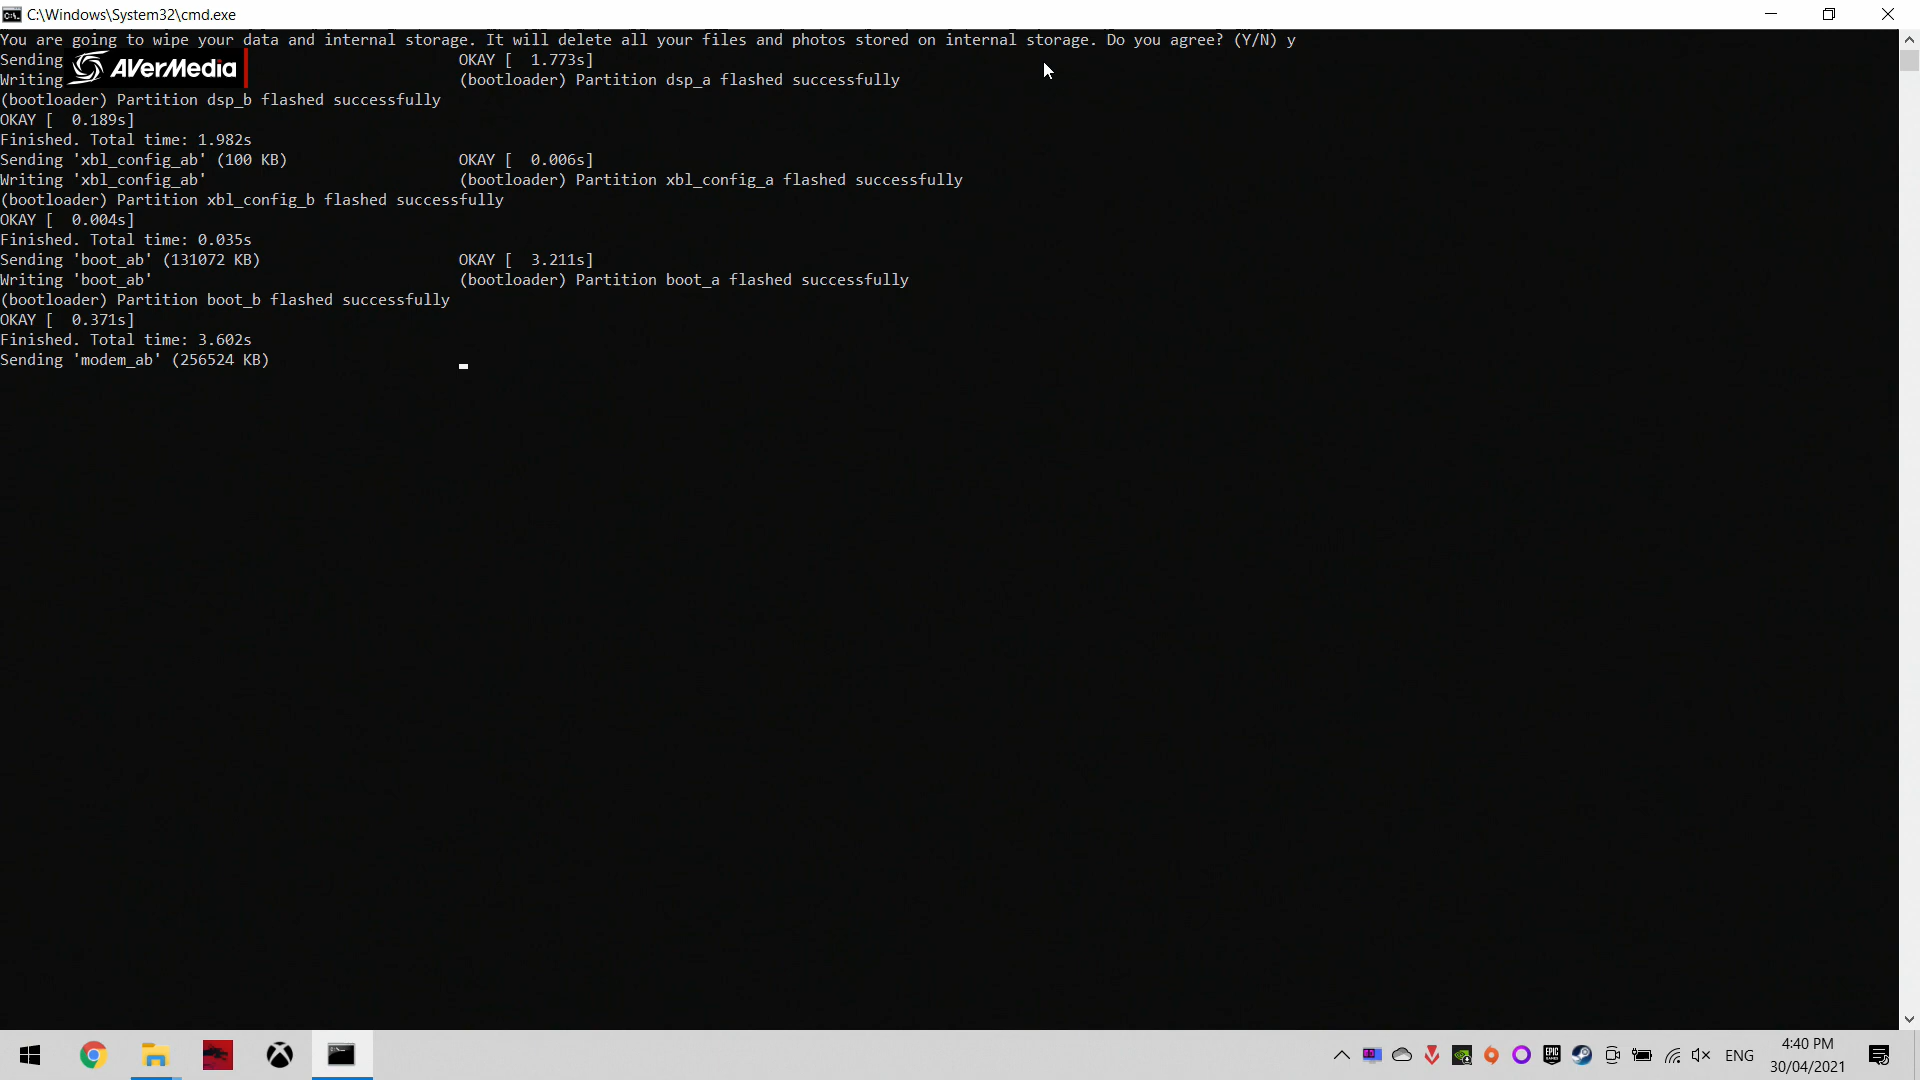 C:\Windows\System32\cmd.exe
You are going to wipe your data and internal storage. It will delete all your files and photos stored on internal storage. Do you agree? (Y/N) y
Sending OKAY [  1.773s]
AVerMedia
Writing (bootloader) Partition dsp_a flashed successfully
(bootloader) Partition dsp_b flashed successfully
OKAY [  0.189s]
Finished. Total time: 1.982s
Sending 'xbl_config_ab' (100 KB) OKAY [  0.006s]
Writing 'xbl_config_ab' (bootloader) Partition xbl_config_a flashed successfully
(bootloader) Partition xbl_config_b flashed successfully
OKAY [  0.004s]
Finished. Total time: 0.035s
Sending 'boot_ab' (131072 KB) OKAY [  3.211s]
Writing 'boot_ab' (bootloader) Partition boot_a flashed successfully
(bootloader) Partition boot_b flashed successfully
OKAY [  0.371s]
Finished. Total time: 3.602s
Sending 'modem_ab' (256524 KB)
ENG
4:40 PM
30/04/2021